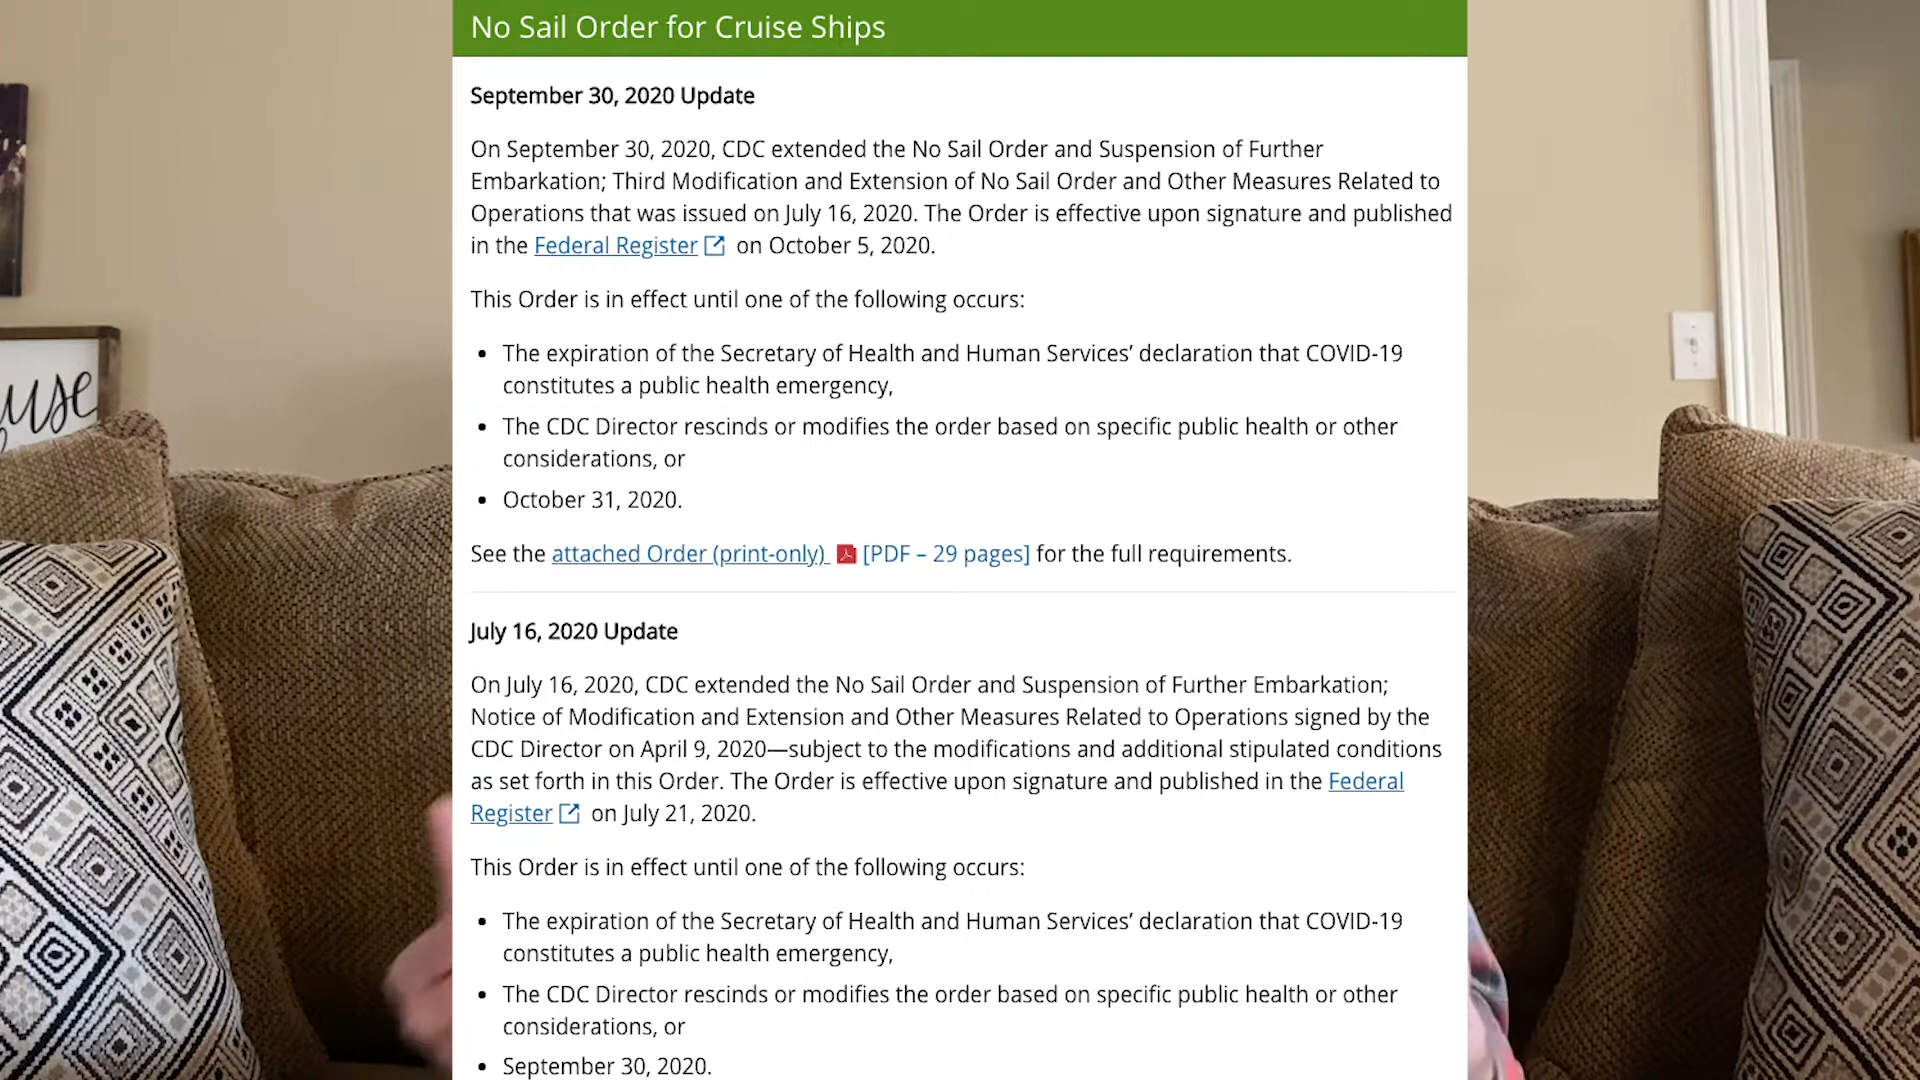 No Sail Order for Cruise Ships
September 30, 2020 Update
On September 30, 2020, CDC extended the No Sail Order and Suspension of Further
Embarkation; Third Modification and Extension of No Sail Order and Other Measures Related to
Operations that was issued on July 16, 2020. The Order is effective upon signature and published
in the Federal Register on October 5, 2020.
This Order is in effect until one of the following occurs:
• The expiration of the Secretary of Health and Human Services’ declaration that COVID-19
constitutes a public health emergency,
• The CDC Director rescinds or modifies the order based on specific public health or other
considerations, or
• October 31, 2020.
See the attached Order (print-only) [PDF – 29 pages] for the full requirements.
July 16, 2020 Update
On July 16, 2020, CDC extended the No Sail Order and Suspension of Further Embarkation;
Notice of Modification and Extension and Other Measures Related to Operations signed by the
CDC Director on April 9, 2020—subject to the modifications and additional stipulated conditions
as set forth in this Order. The Order is effective upon signature and published in the Federal
Register on July 21, 2020.
This Order is in effect until one of the following occurs:
• The expiration of the Secretary of Health and Human Services’ declaration that COVID-19
constitutes a public health emergency,
• The CDC Director rescinds or modifies the order based on specific public health or other
considerations, or
• September 30, 2020.